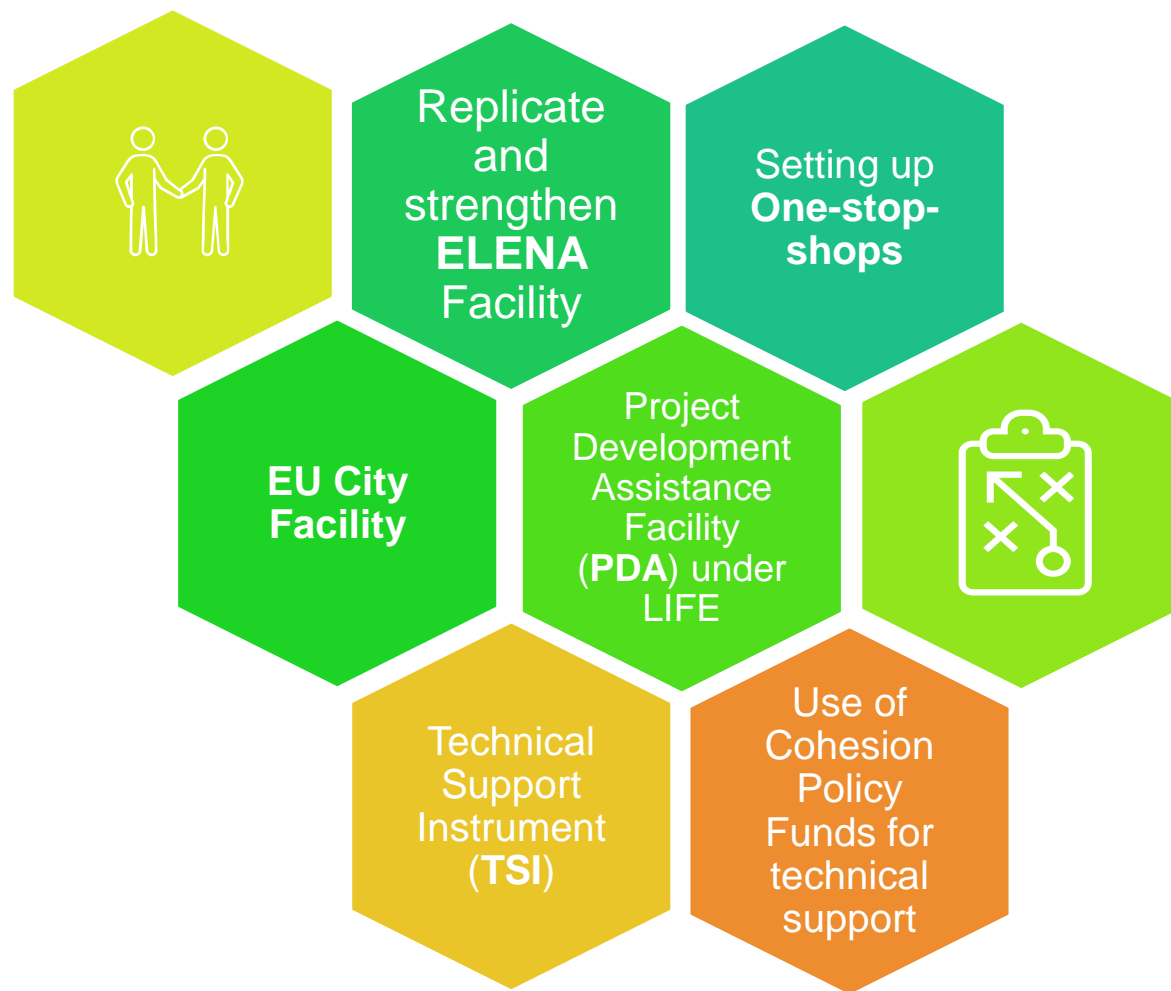 Replicate
and
strengthen
ELENA
Facility
Setting up
One-stop-
shops
EU City
Facility
Project
Development
Assistance
Facility
(PDA) under
LIFE
Technical
Support
Instrument
(TSI)
Use of
Cohesion
Policy
Funds for
technical
support